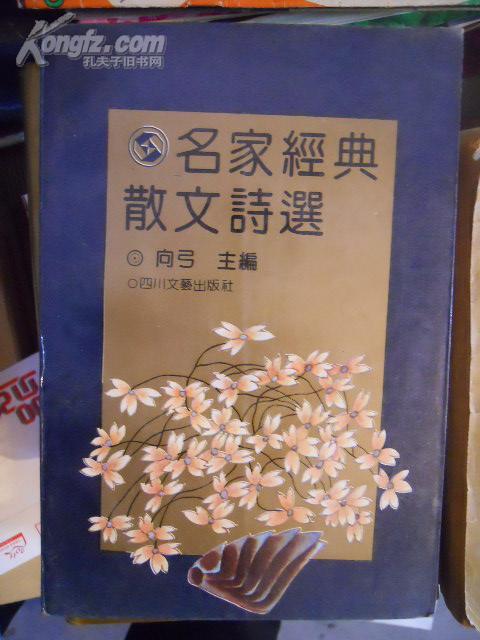 Kongfz.com
孔夫子旧书网
名家經典
散文詩選
向弓 主編
四川文藝出版社